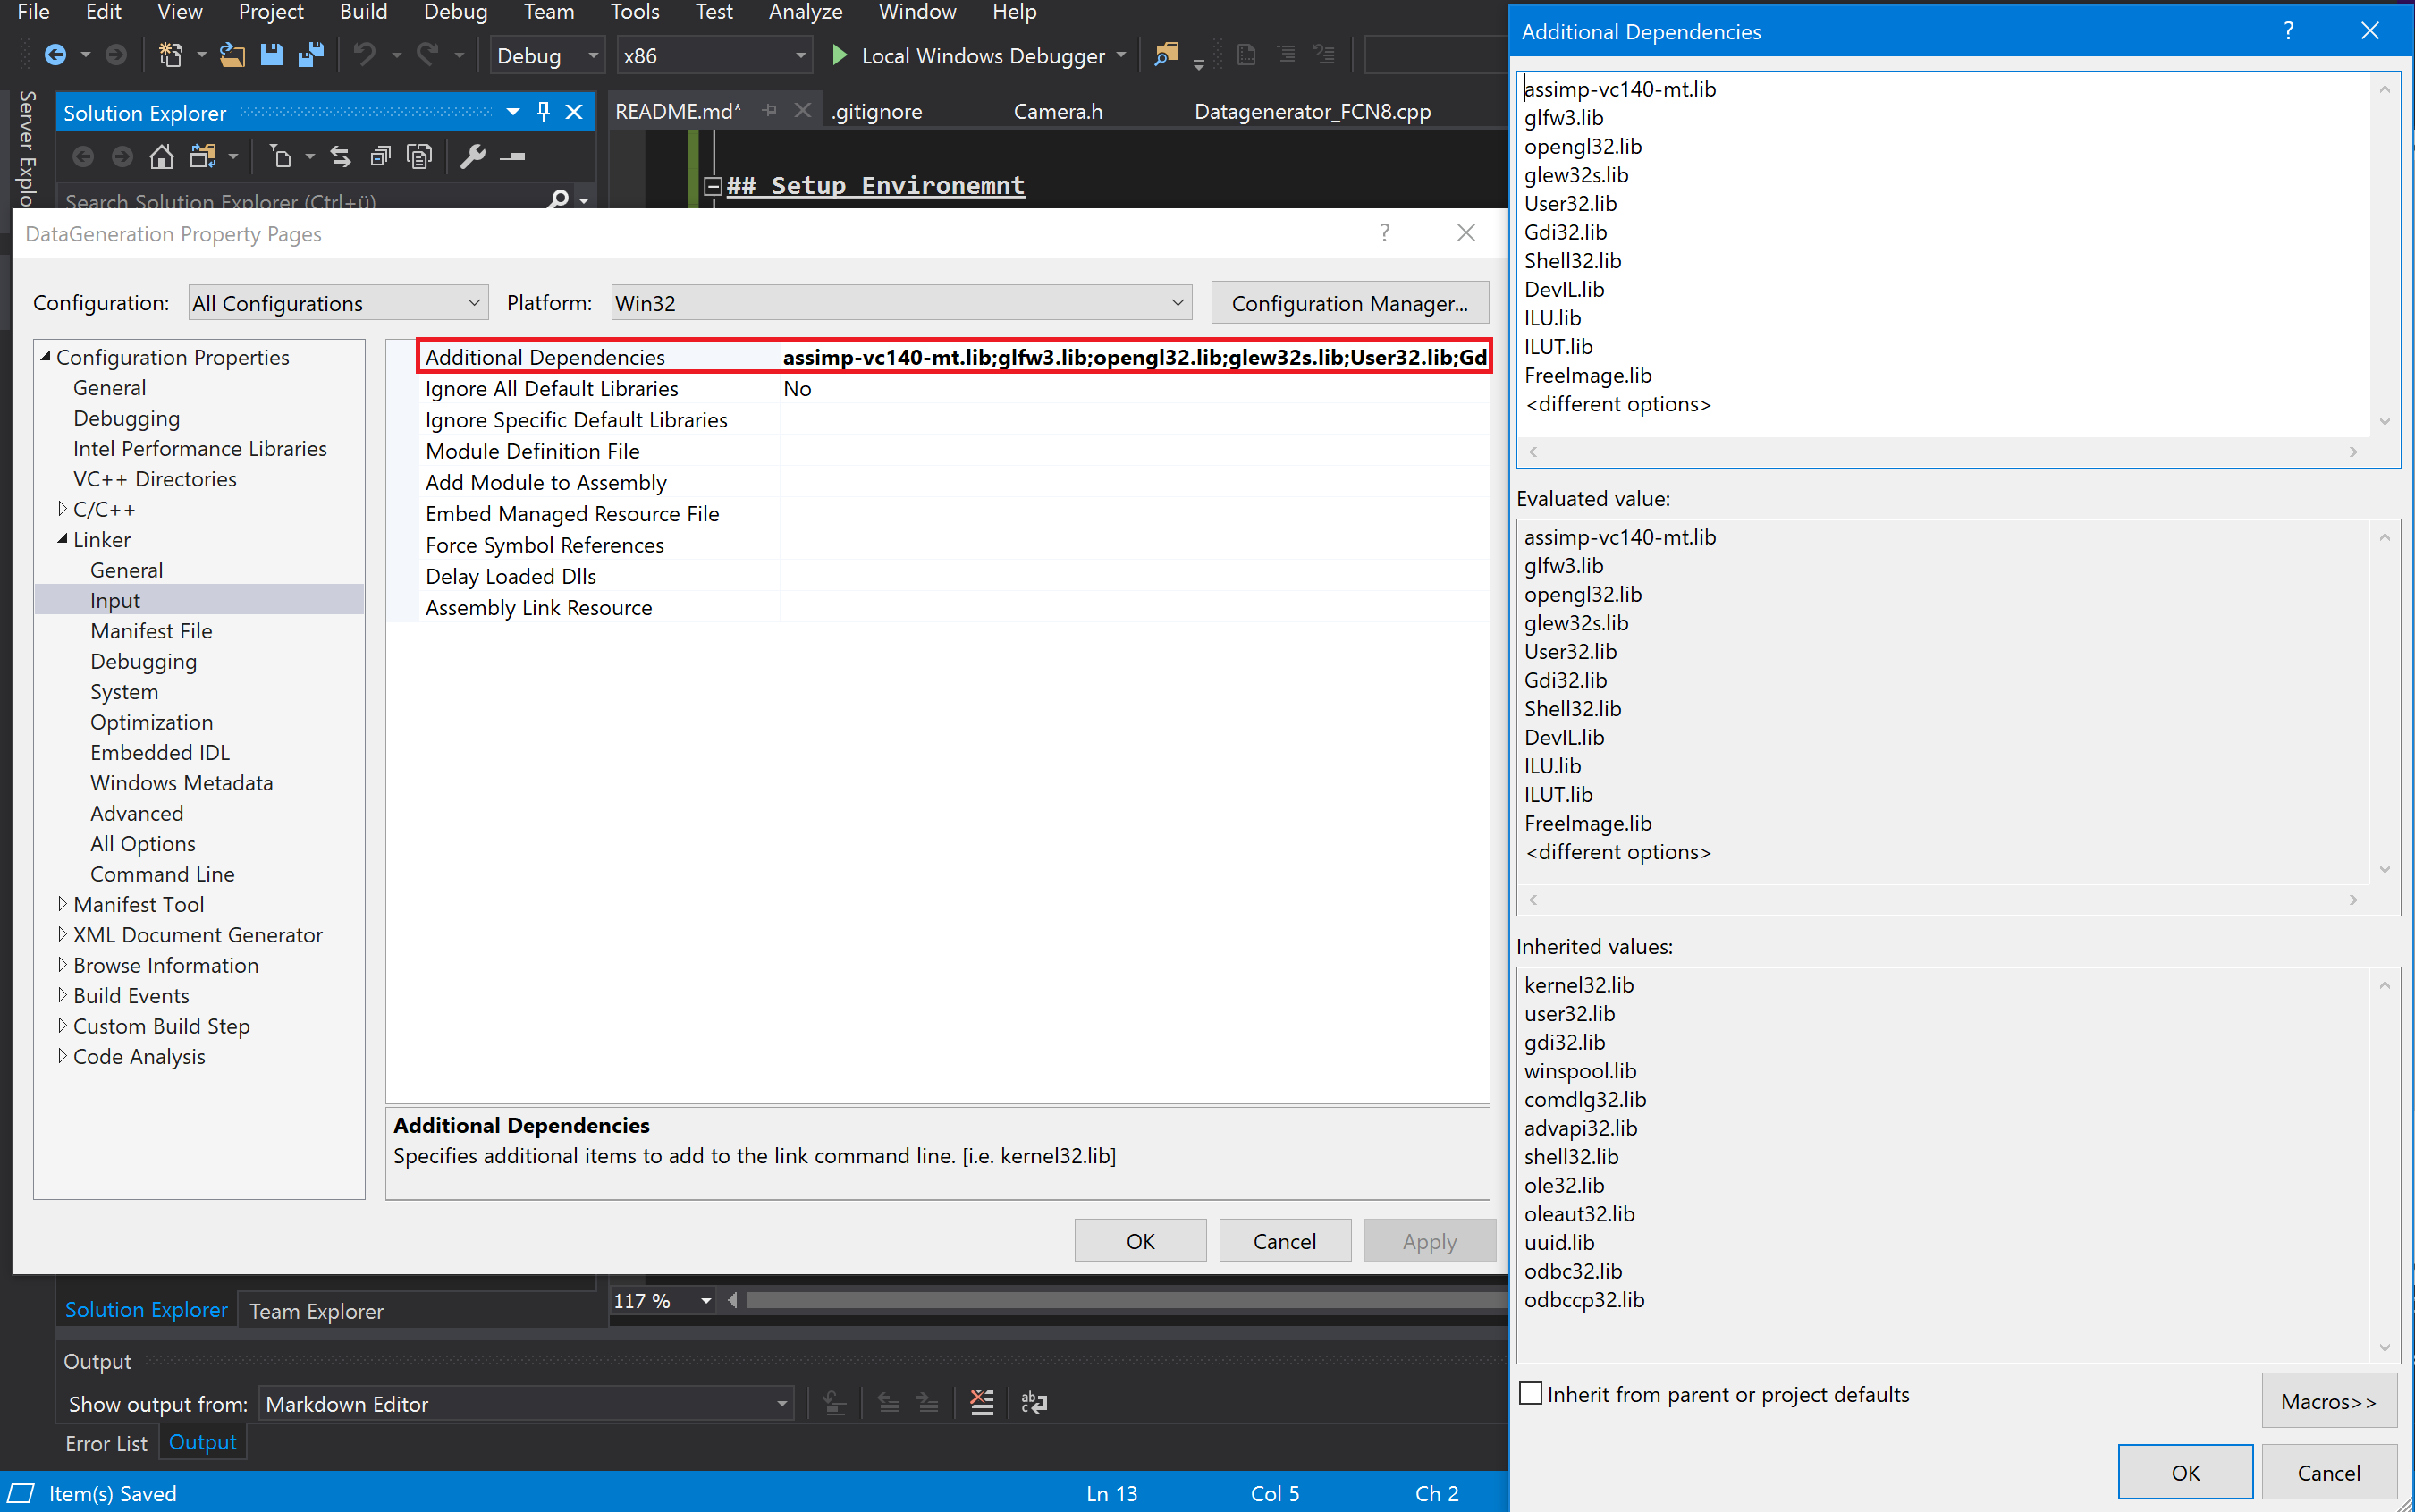 File Edit View Project Build Debug Team Tools Test Analyze Window Help
Debug x86 Local Windows Debugger
Server Explo
Solution Explorer
README.md* .gitignore Camera.h Datagenerator_FCN8.cpp
Search Solution Explorer (Ctrl+ü)
## Setup Environemnt
DataGeneration Property Pages ?
Configuration: All Configurations Platform: Win32 Configuration Manager...
Configuration Properties
General
Debugging
Intel Performance Libraries
VC++ Directories
C/C++
Linker
General
Input
Manifest File
Debugging
System
Optimization
Embedded IDL
Windows Metadata
Advanced
All Options
Command Line
Manifest Tool
XML Document Generator
Browse Information
Build Events
Custom Build Step
Code Analysis
Additional Dependencies assimp-vc140-mt.lib;glfw3.lib;opengl32.lib;glew32s.lib;User32.lib;Gd
Ignore All Default Libraries No
Ignore Specific Default Libraries
Module Definition File
Add Module to Assembly
Embed Managed Resource File
Force Symbol References
Delay Loaded Dlls
Assembly Link Resource
Additional Dependencies
Specifies additional items to add to the link command line. [i.e. kernel32.lib]
OK Cancel Apply
117 %
Solution Explorer Team Explorer
Output
Show output from: Markdown Editor
Error List Output
Item(s) Saved Ln 13 Col 5 Ch 2
Additional Dependencies ?
assimp-vc140-mt.lib
glfw3.lib
opengl32.lib
glew32s.lib
User32.lib
Gdi32.lib
Shell32.lib
DevIL.lib
ILU.lib
ILUT.lib
FreeImage.lib
<different options>
Evaluated value:
assimp-vc140-mt.lib
glfw3.lib
opengl32.lib
glew32s.lib
User32.lib
Gdi32.lib
Shell32.lib
DevIL.lib
ILU.lib
ILUT.lib
FreeImage.lib
<different options>
Inherited values:
kernel32.lib
user32.lib
gdi32.lib
winspool.lib
comdlg32.lib
advapi32.lib
shell32.lib
ole32.lib
oleaut32.lib
uuid.lib
odbc32.lib
odbccp32.lib
Inherit from parent or project defaults
Macros>>
OK Cancel